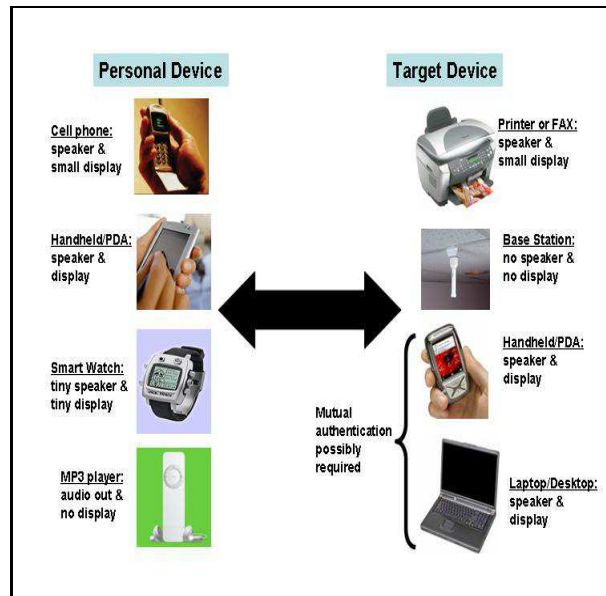 Personal Device
Cell phone:
speaker &
small display
Handheld/PDA:
speaker &
display
Smart Watch:
tiny speaker &
tiny display
MP3 player:
audio out &
no display
Target Device
Printer or FAX:
speaker &
small display
Base Station:
no speaker &
no display
Handheld/PDA:
speaker &
display
Mutual
authentication
possibly
required
Laptop/Desktop:
speaker &
display